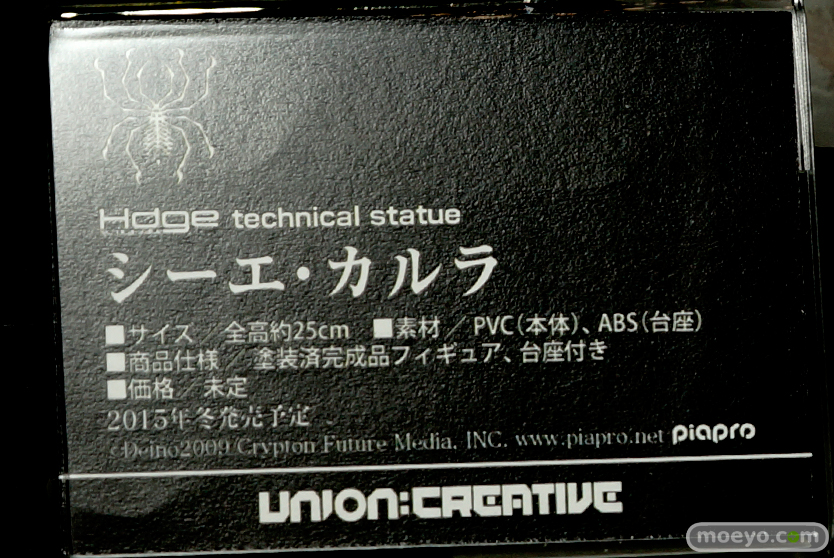 Hdge technical statue
シーエ・カルラ
■サイズ／全高約25cm ■素材／PVC(本体)、ABS(台座)
■商品仕様／塗装済完成品フィギュア、台座付き
■価格／未定
2015年冬発売予定
©Deino2009 Crypton Future Media, INC. www.piapro.net piapro
UNION:CREATIVE
moeyo.com